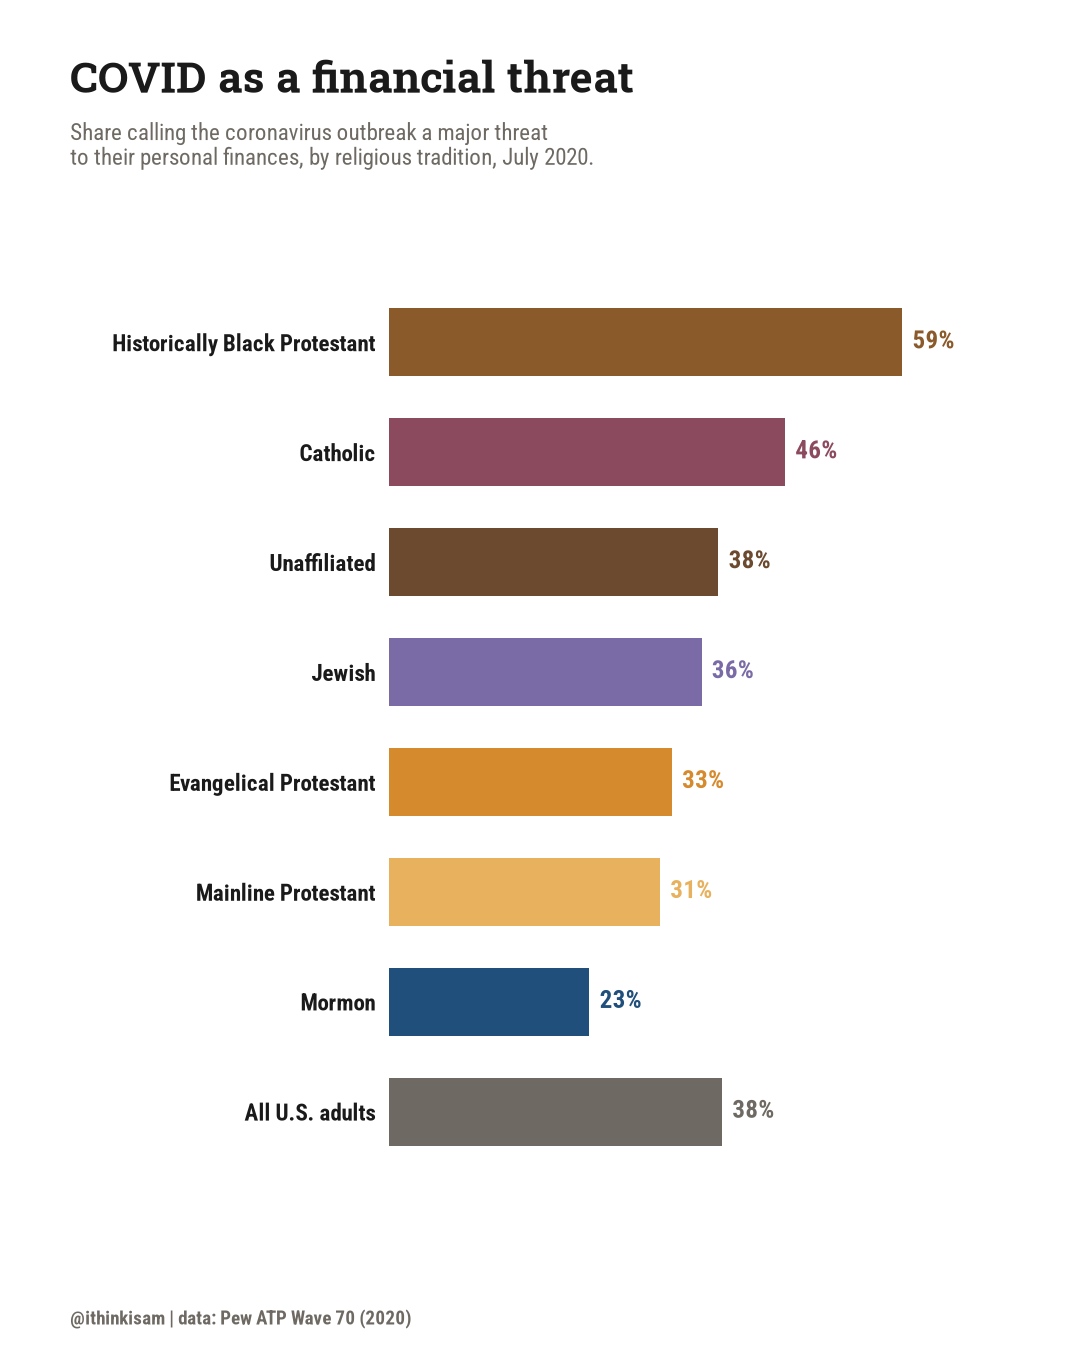 COVID as a financial threat
Share calling the coronavirus outbreak a major threat
to their personal finances, by religious tradition, July 2020.
Historically Black Protestant 59%
Catholic 46%
Unaffiliated 38%
Jewish 36%
Evangelical Protestant 33%
Mainline Protestant 31%
Mormon 23%
All U.S. adults 38%
@ithinkisam | data: Pew ATP Wave 70 (2020)